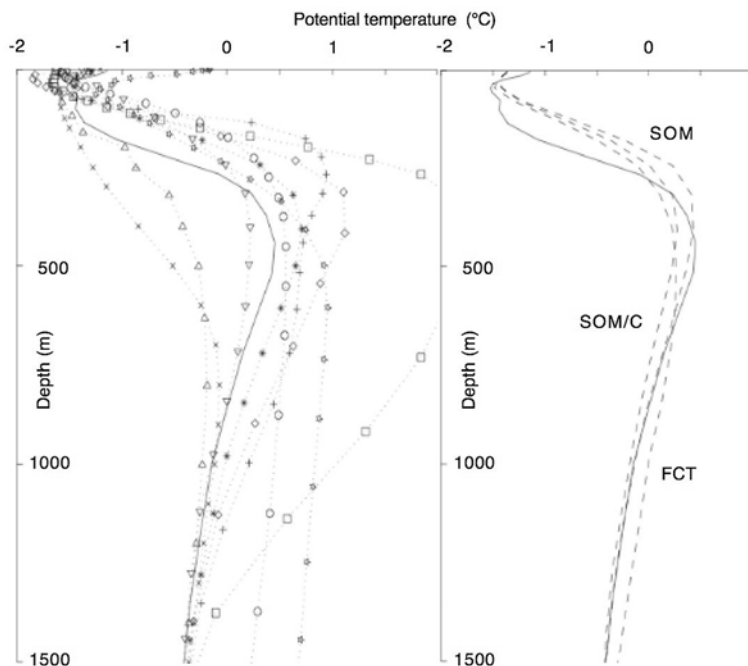 Potential temperature (°C)
-2 -1 0 1 -2 -1 0
SOM
500 500
SOM/C
Depth (m) Depth (m)
1000 1000
FCT
1500 1500